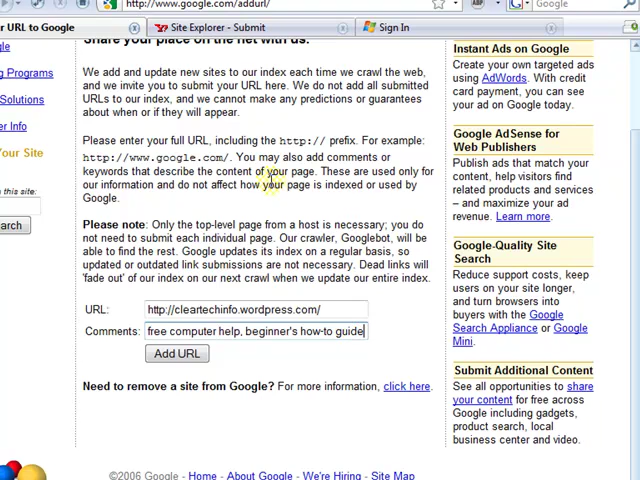 http://www.google.com/addurl/
ur URL to Google
Site Explorer - Submit
Sign In
Share your place on the net with us.
We add and update new sites to our index each time we crawl the web,
and we invite you to submit your URL here. We do not add all submitted
URLs to our index, and we cannot make any predictions or guarantees
about when or if they will appear.
Please enter your full URL, including the http:// prefix. For example:
http://www.google.com/. You may also add comments or
keywords that describe the content of your page. These are used only for
our information and do not affect how your page is indexed or used by
Google.
Please note: Only the top-level page from a host is necessary; you do
not need to submit each individual page. Our crawler, Googlebot, will be
able to find the rest. Google updates its index on a regular basis, so
updated or outdated link submissions are not necessary. Dead links will
'fade out' of our index on our next crawl when we update our entire index.
URL: http://cleartechinfo.wordpress.com/
Comments: free computer help, beginner's how-to guide
Add URL
Need to remove a site from Google? For more information, click here.
gle
g Programs
Solutions
er Info
Your Site
n this site:
arch
Instant Ads on Google
Create your own targeted
ads using AdWords. With credit
card payment, you can see
your ad on Google today.
Google AdSense for
Web Publishers
Publish ads that match your
content, help visitors find
related products and services
– and maximize your ad
revenue. Learn more.
Google-Quality Site
Search
Reduce support costs, keep
users on your site longer,
and turn browsers into
buyers with the Google
Search Appliance or Google
Mini.
Submit Additional Content
See all opportunities to share
your content for free across
Google including gadgets,
product search, local
business center and video.
©2006 Google - Home - About Google - We're Hiring - Site Map